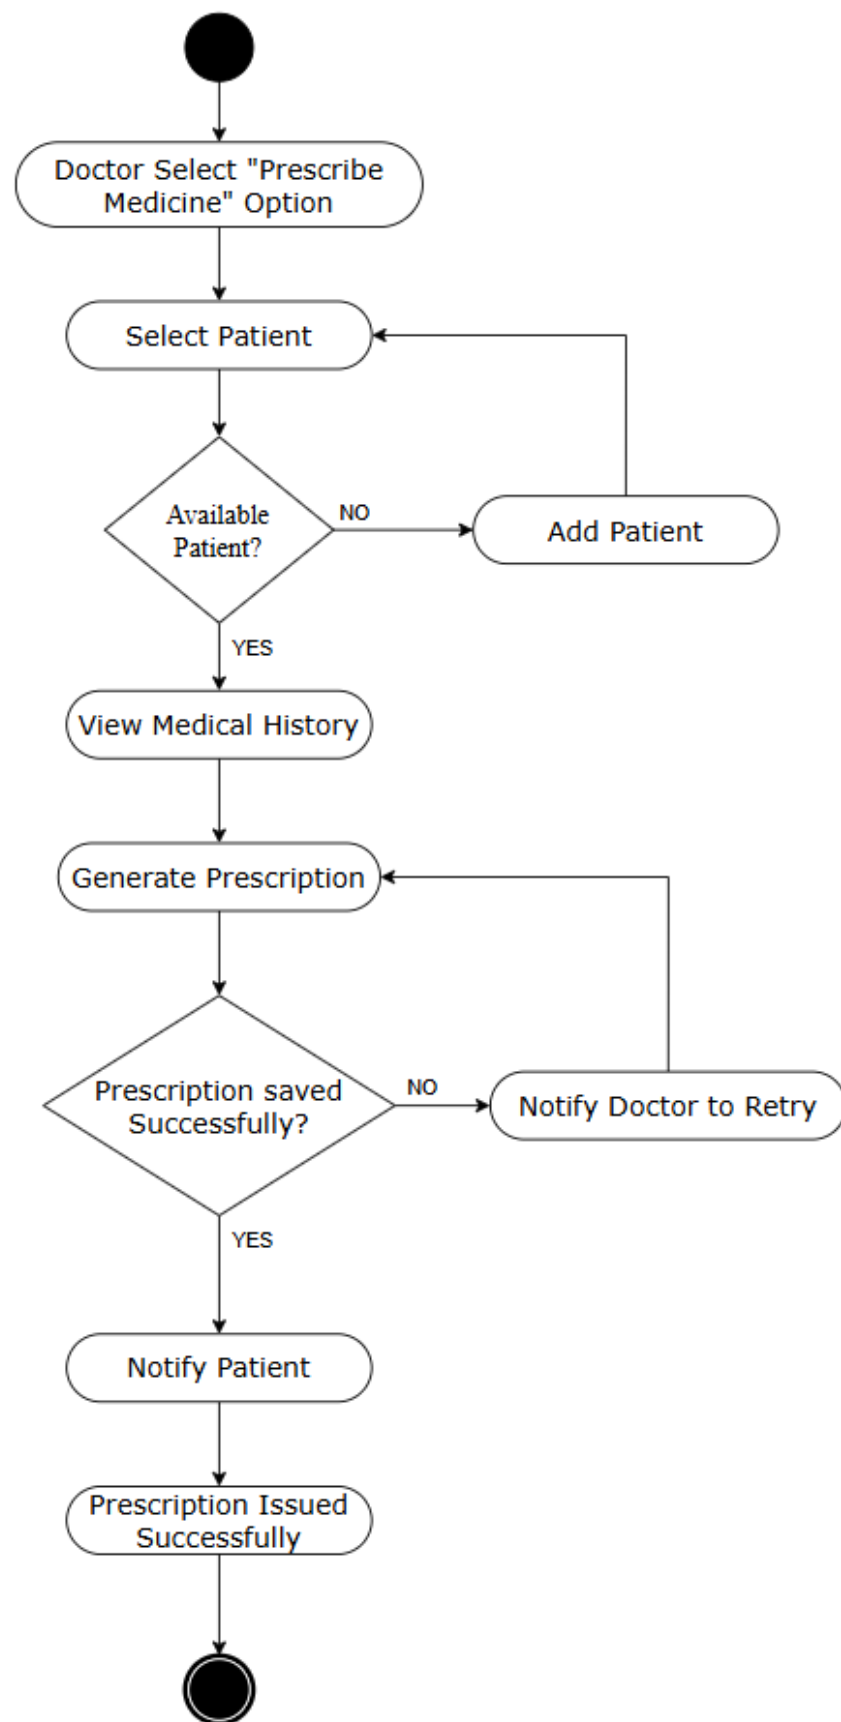 Doctor Select "Prescribe
Medicine" Option
Select Patient
Available
Patient?
NO
Add Patient
YES
View Medical History
Generate Prescription
Prescription saved
Successfully?
NO
Notify Doctor to Retry
YES
Notify Patient
Prescription Issued
Successfully